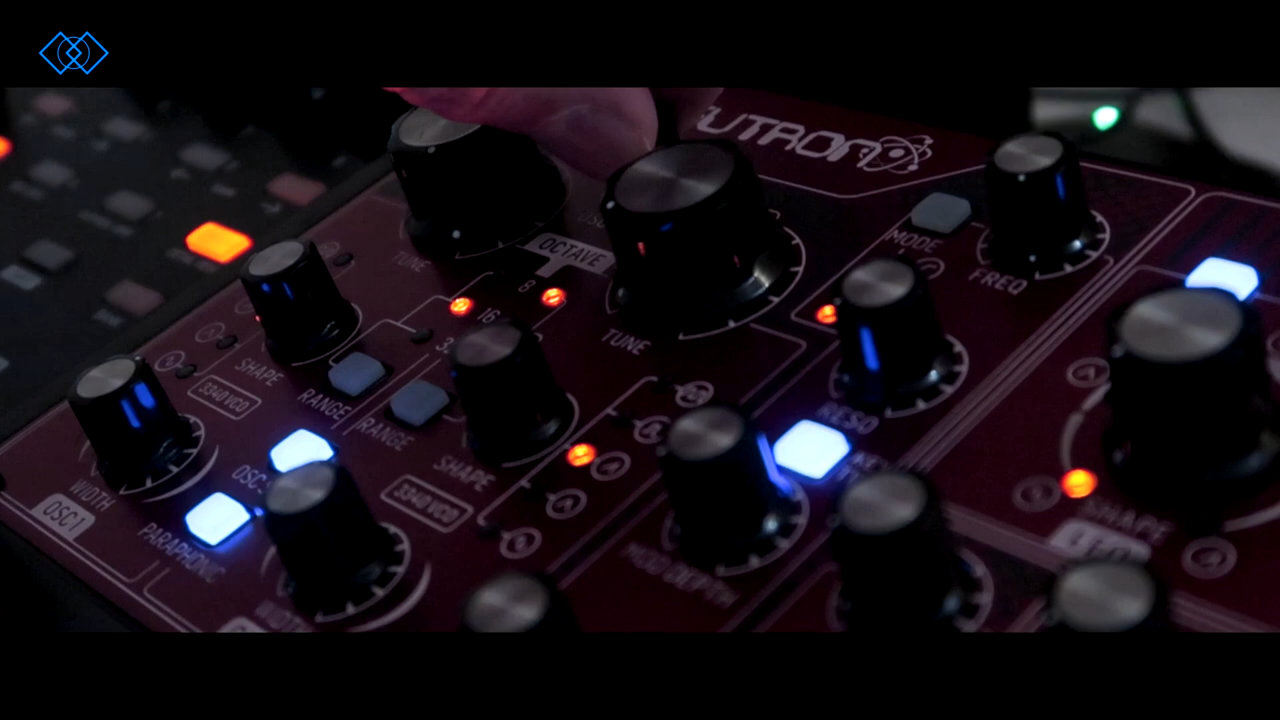 UTRON
OCTAVE
TUNE
MODE
FREQ
8
16
TUNE
SHAPE
3340 VCO
RANGE
RANGE
RESO
SHAPE
3340 VCO
WIDTH
OSC1
PARAPHONIC
MOD DEPTH
SHAPE
LFO